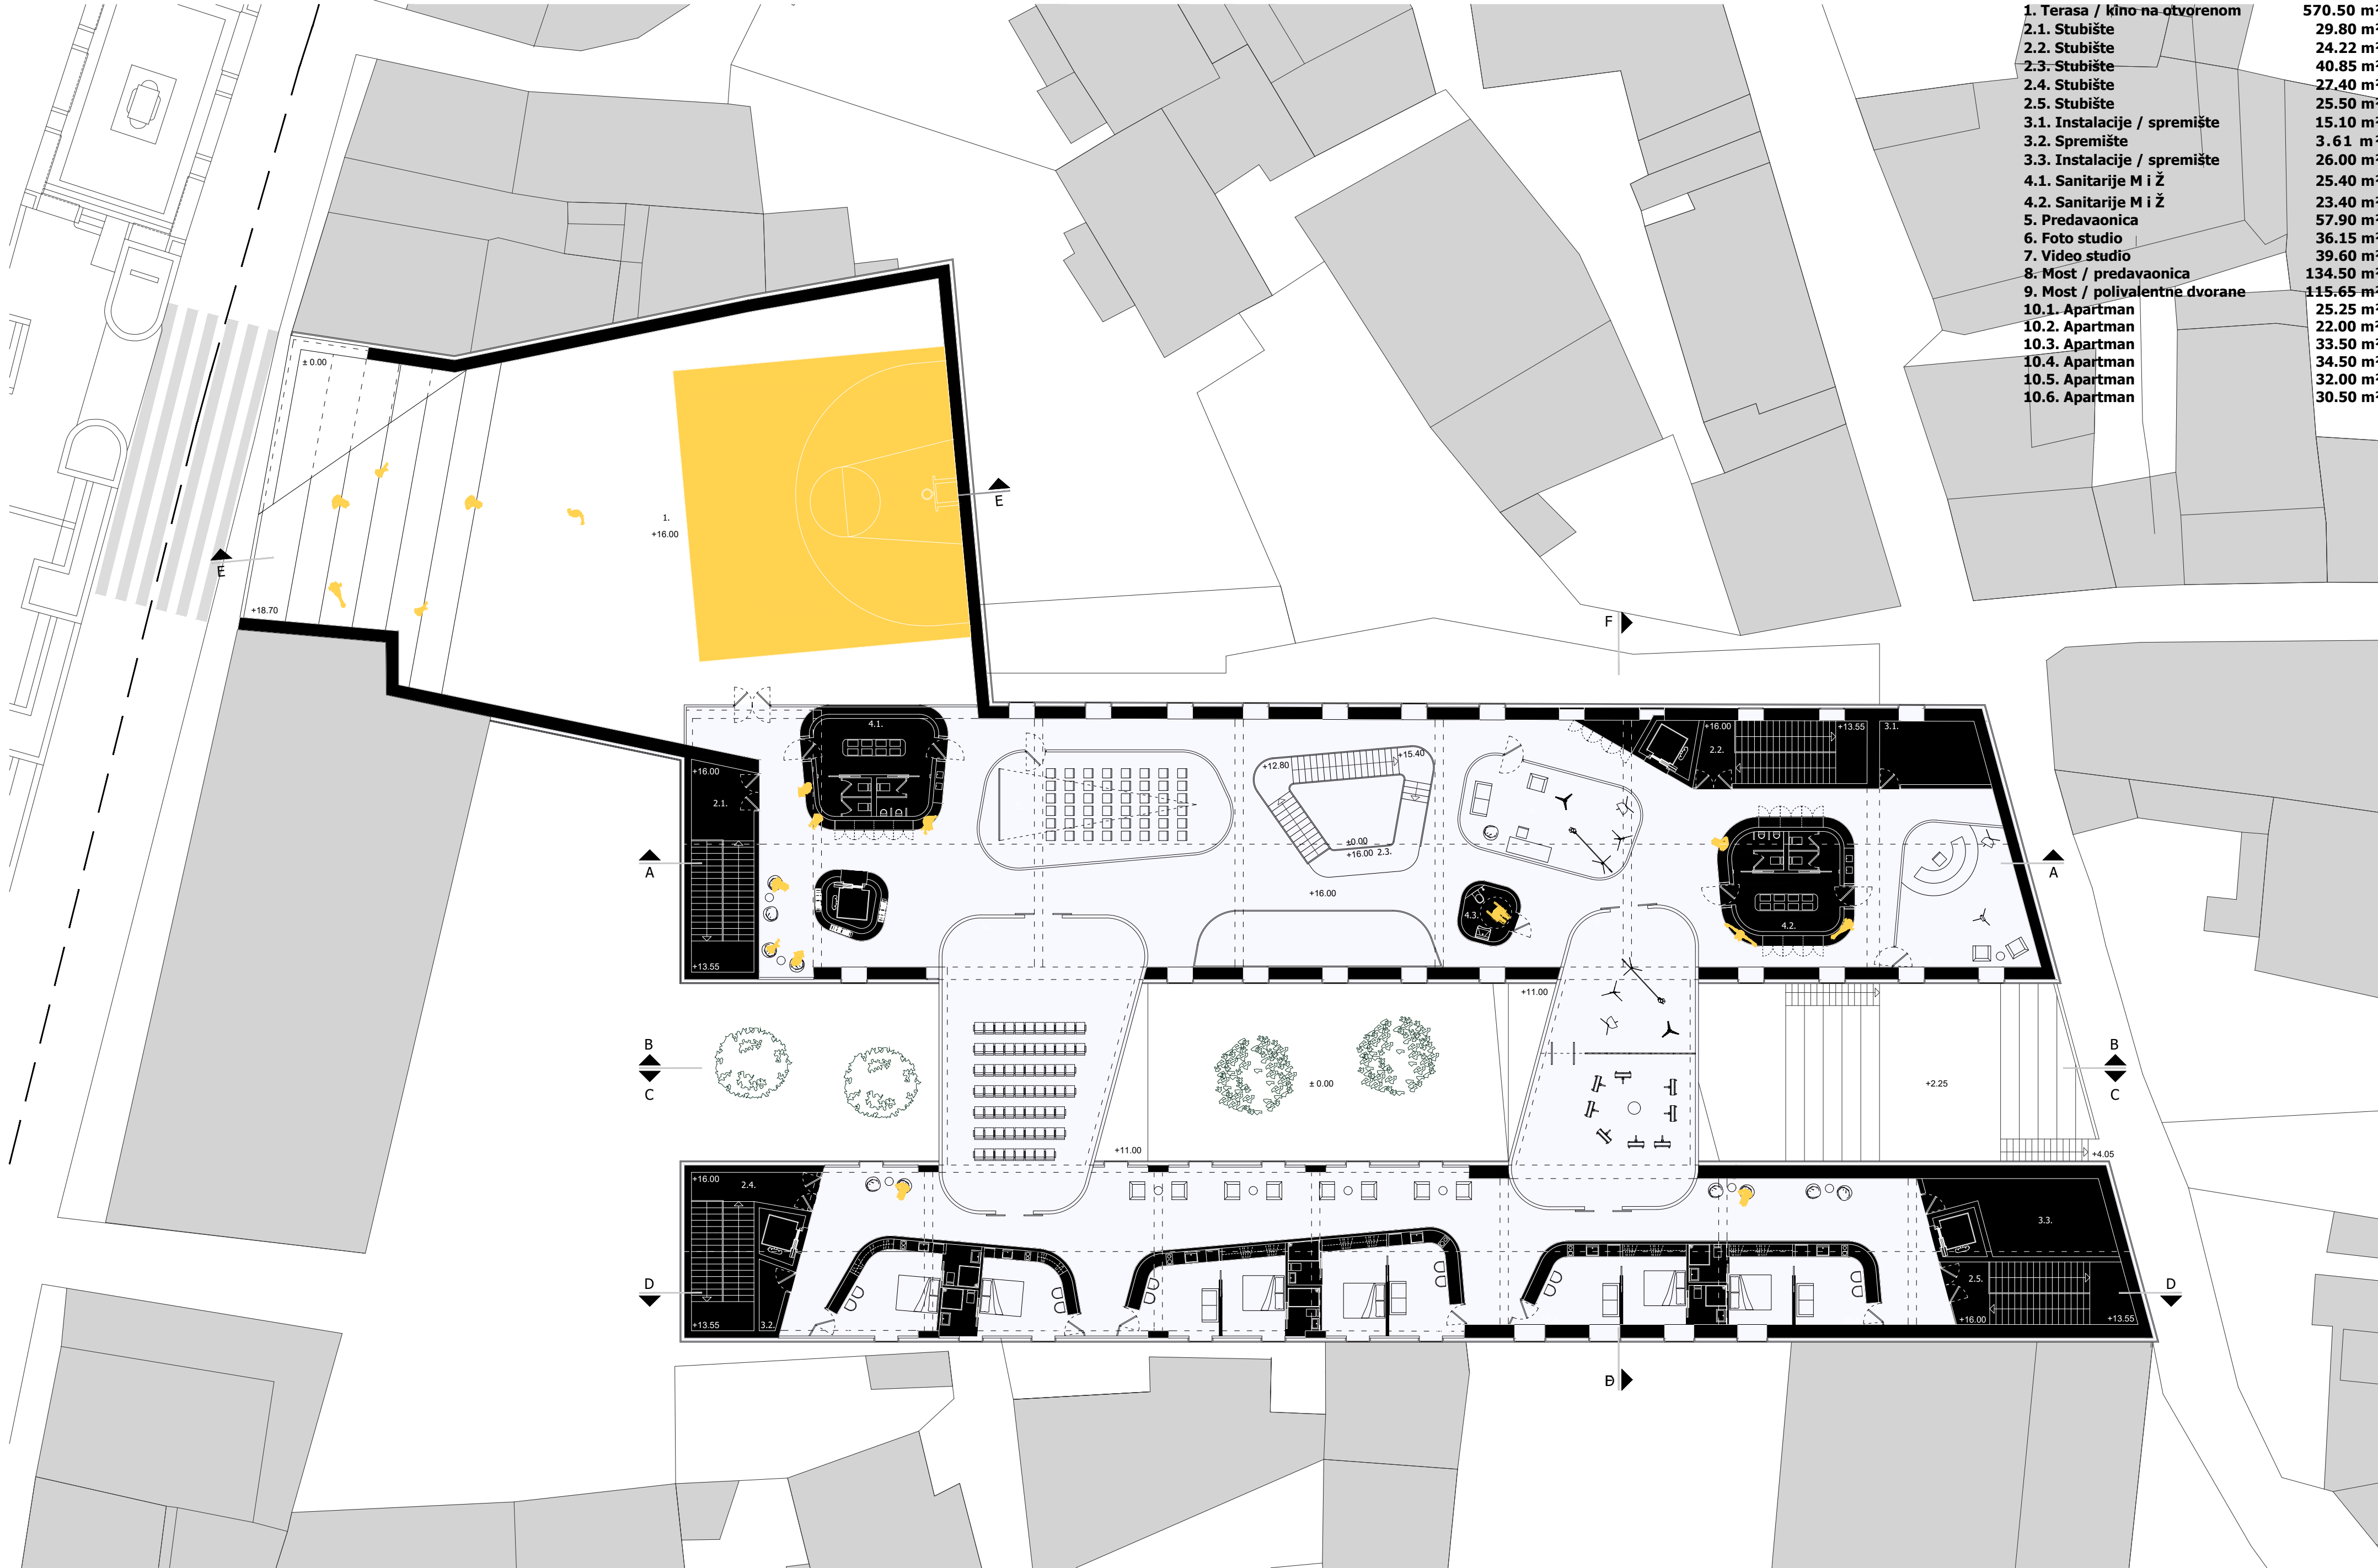 1. Terasa / kino na otvorenom 570.50 m²
2.1. Stubište 29.80 m²
2.2. Stubište 24.22 m²
2.3. Stubište 40.85 m²
2.4. Stubište 27.40 m²
2.5. Stubište 25.50 m²
3.1. Instalacije / spremište 15.10 m²
3.2. Spremište 3.61 m²
3.3. Instalacije / spremište 26.00 m²
4.1. Sanitarije M i Ž 25.40 m²
4.2. Sanitarije M i Ž 23.40 m²
5. Predavaonica 57.90 m²
6. Foto studio 36.15 m²
7. Video studio 39.60 m²
8. Most / predavaonica 134.50 m²
9. Most / polivalentne dvorane 115.65 m²
10.1. Apartman 25.25 m²
10.2. Apartman 22.00 m²
10.3. Apartman 33.50 m²
10.4. Apartman 34.50 m²
10.5. Apartman 32.00 m²
10.6. Apartman 30.50 m²
± 0.00
E
1.
+16.00
E
+18.70
F
4.1.
+16.00
2.1.
+12.80
+15.40
+16.00
2.2.
+13.55
3.1.
±0.00
+16.00 2.3.
A
A
+16.00
4.3.
4.2.
+13.55
+11.00
B
C
± 0.00
+2.25
B
C
+11.00
+4.05
+16.00
2.4.
3.3.
D
2.5.
D
+13.55
3.2.
+16.00
+13.55